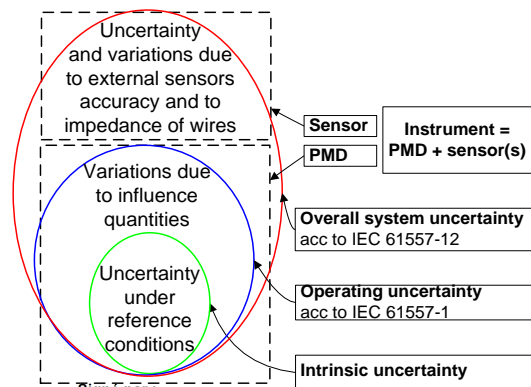 Uncertainty
and variations due
to external sensors
accuracy and to
impedance of wires
Sensor
PMD
Instrument =
PMD + sensor(s)
Variations due
to influence
quantities
Overall system uncertainty
acc to IEC 61557-12
Uncertainty
under
reference
conditions
Operating uncertainty
acc to IEC 61557-1
Intrinsic uncertainty